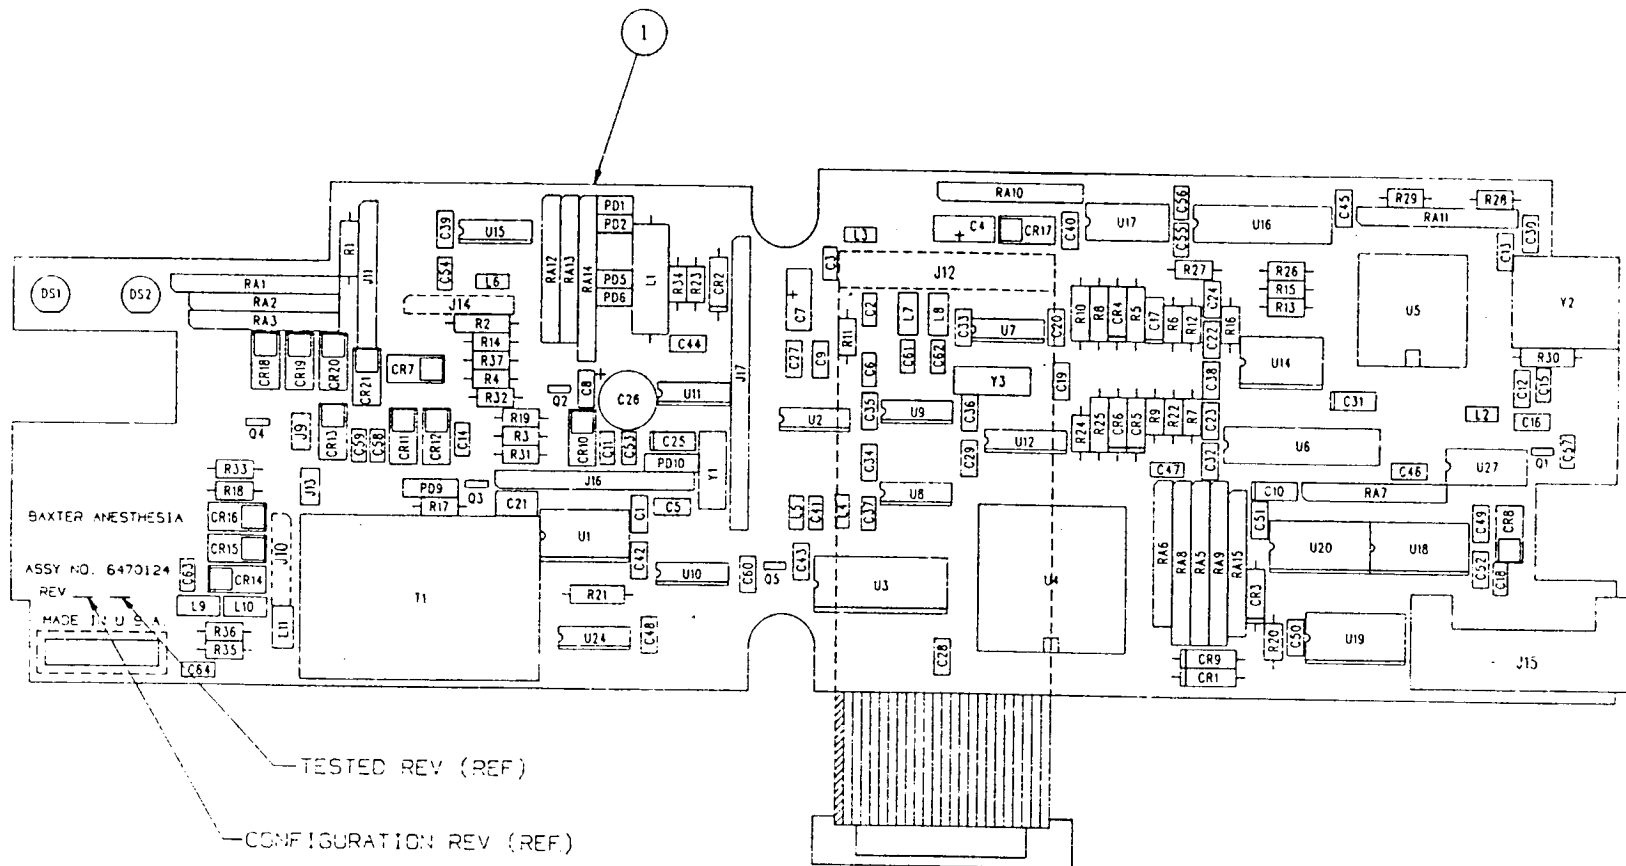 1
RA10
C56
C45
R29
R28
RA11
C4
CR17
C40
U17
C55
U16
C30
C13
PD1
PD2
C39
U15
R1
J11
RA12
RA13
RA14
L1
L3
C3
J12
C54
L6
PD5
PD6
R34
R23
CR2
R27
R26
R15
R13
C24
U5
Y2
DS1
DS2
RA1
RA2
RA3
J14
R2
R14
R37
R4
R32
C44
C7
C2
L7
L8
C33
U7
C20
R10
R8
CR4
R5
C17
R6
R12
C22
R16
R11
C27
C9
C61
C62
C6
U14
R30
CR18
CR19
CR20
CR21
CR7
Q2
C8
C26
U11
J17
Y3
C19
C38
C31
C12
C15
L2
C16
Q4
J9
CR13
C59
C58
CR11
CR12
C14
R19
R3
R31
CR10
C11
C53
C25
PD10
Y1
U2
C35
U9
C36
U12
R24
R25
CR6
CR5
R9
R22
R7
C23
U6
Q1
C57
R33
R18
J13
PD9
R17
Q3
J16
C21
C34
C29
C47
C32
C46
U27
BAXTER ANESTHESIA
CR16
CR15
J10
U1
C1
C5
L5
C41
L4
C37
U8
C10
RA7
C51
C49
CR8
ASSY NO. 6470124
C63
CR14
T1
C42
U10
C60
Q5
C43
U3
U4
RA6
RA8
RA5
RA9
RA15
U20
U18
C52
C18
REV
L9
L10
L11
R21
CR3
MADE IN U.S.A.
R36
R35
U24
C48
C28
R20
C50
U19
J15
C64
CR9
CR1
TESTED REV (REF)
CONFIGURATION REV (REF)